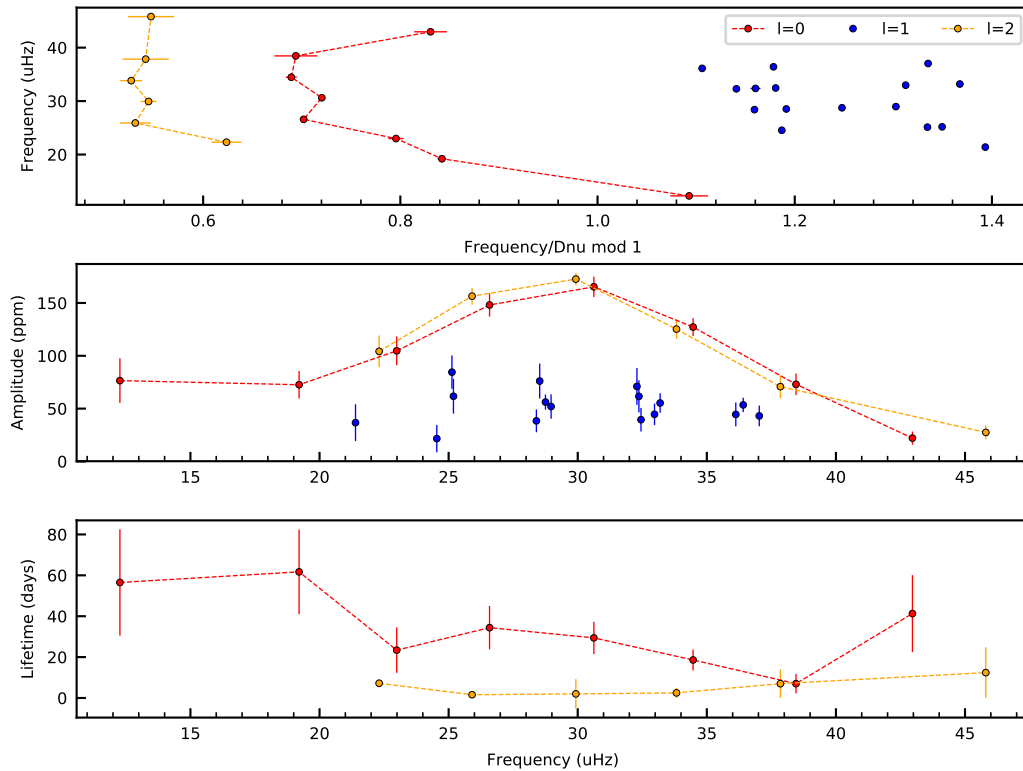 l=0 l=1 l=2
40
30
20
Frequency (uHz)
0.6 0.8 1.0 1.2 1.4
Frequency/Dnu mod 1
150
100
50
0
Amplitude (ppm)
15 20 25 30 35 40 45
80
60
40
20
0
Lifetime (days)
15 20 25 30 35 40 45
Frequency (uHz)